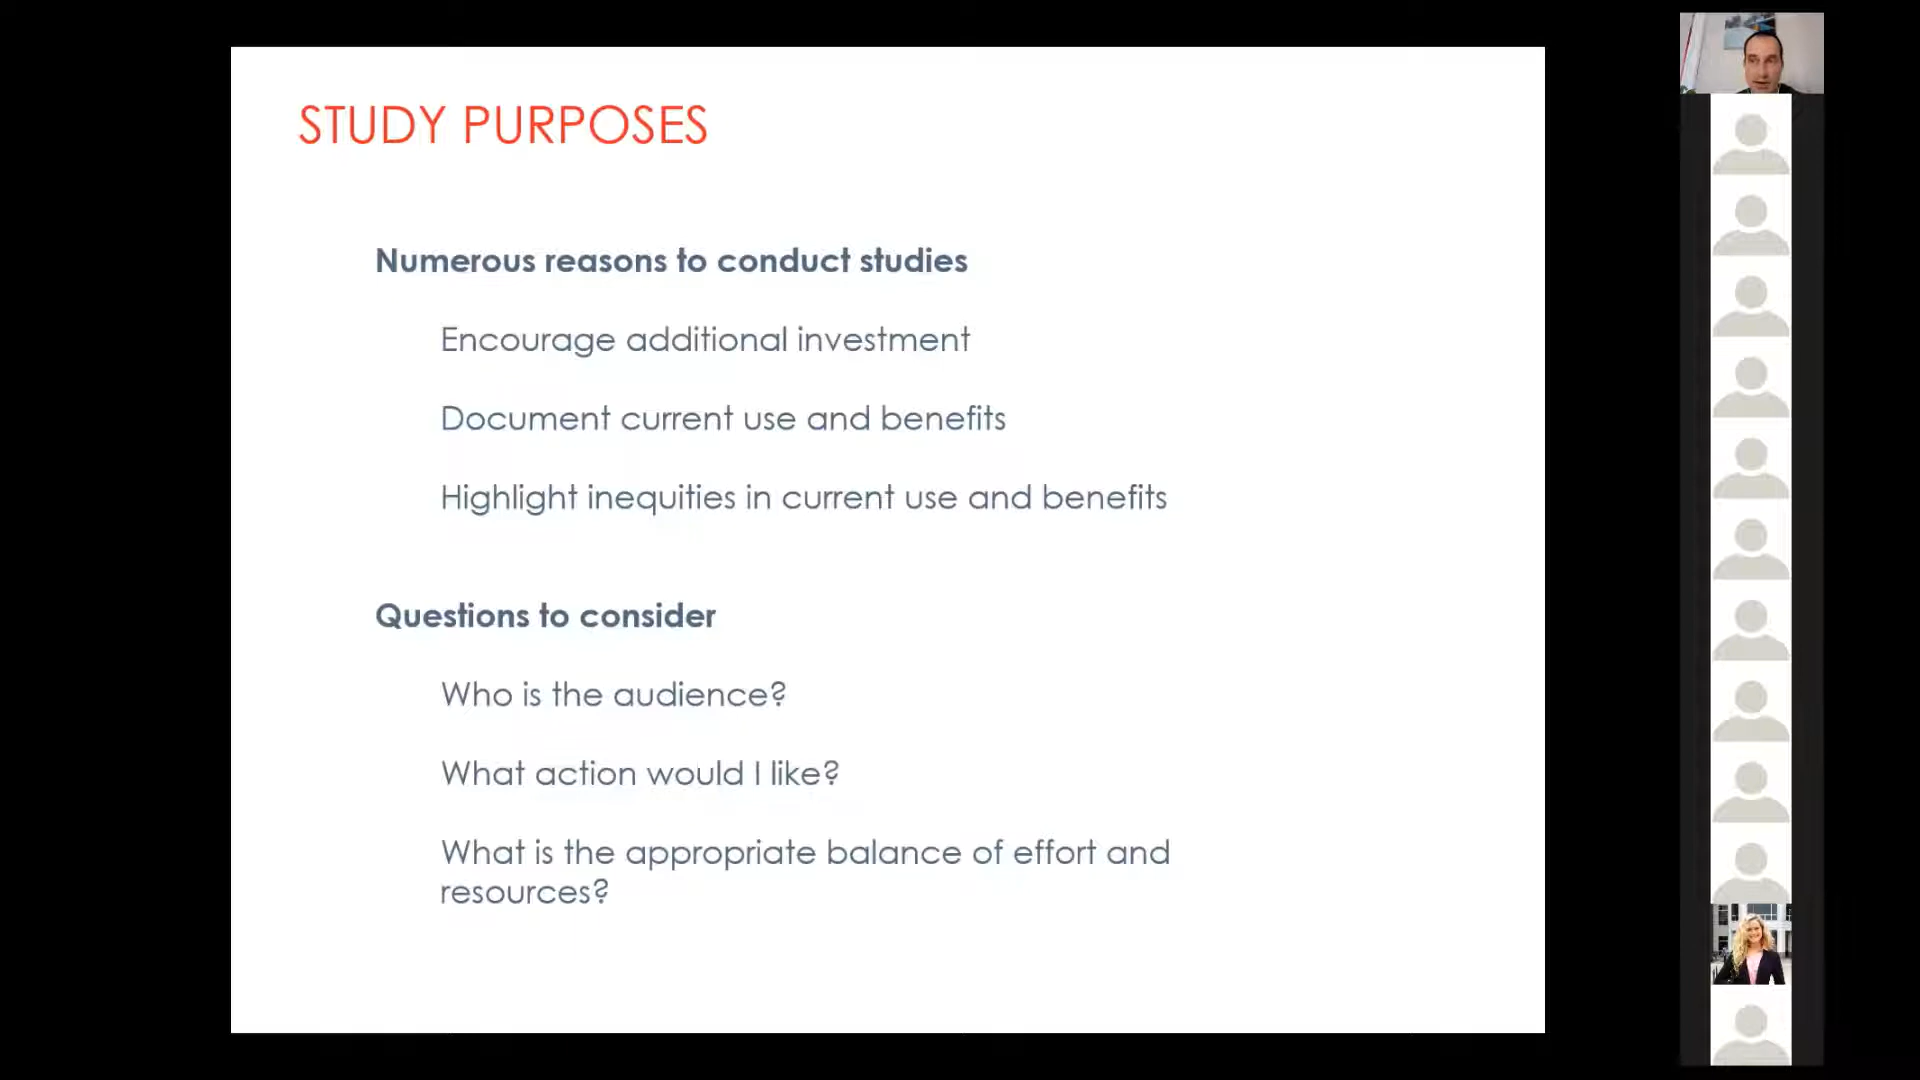 STUDY PURPOSES
Numerous reasons to conduct studies
Encourage additional investment
Document current use and benefits
Highlight inequities in current use and benefits
Questions to consider
Who is the audience?
What action would I like?
What is the appropriate balance of effort and
resources?